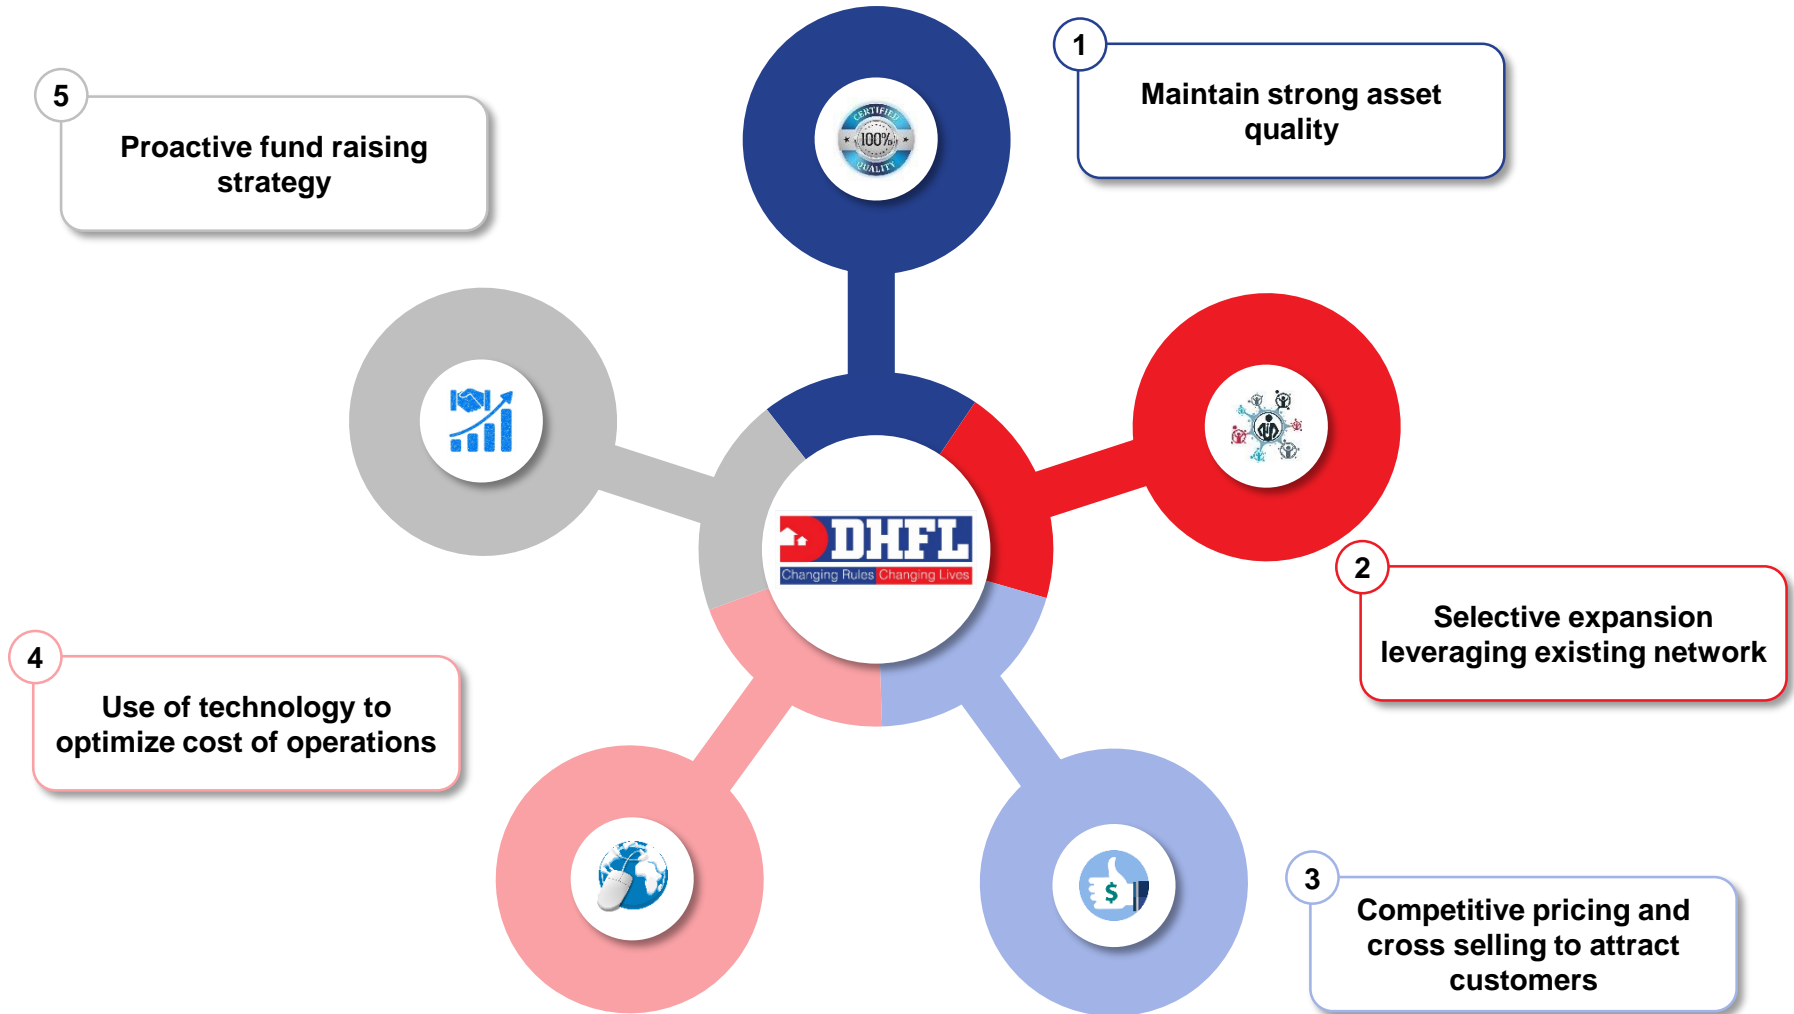 1
Maintain strong asset
quality
5
Proactive fund raising
strategy
CERTIFIED
100%
QUALITY
DHFL
Changing Rules Changing Lives
2
Selective expansion
leveraging existing network
4
Use of technology to
optimize cost of operations
$
3
Competitive pricing and
cross selling to attract
customers